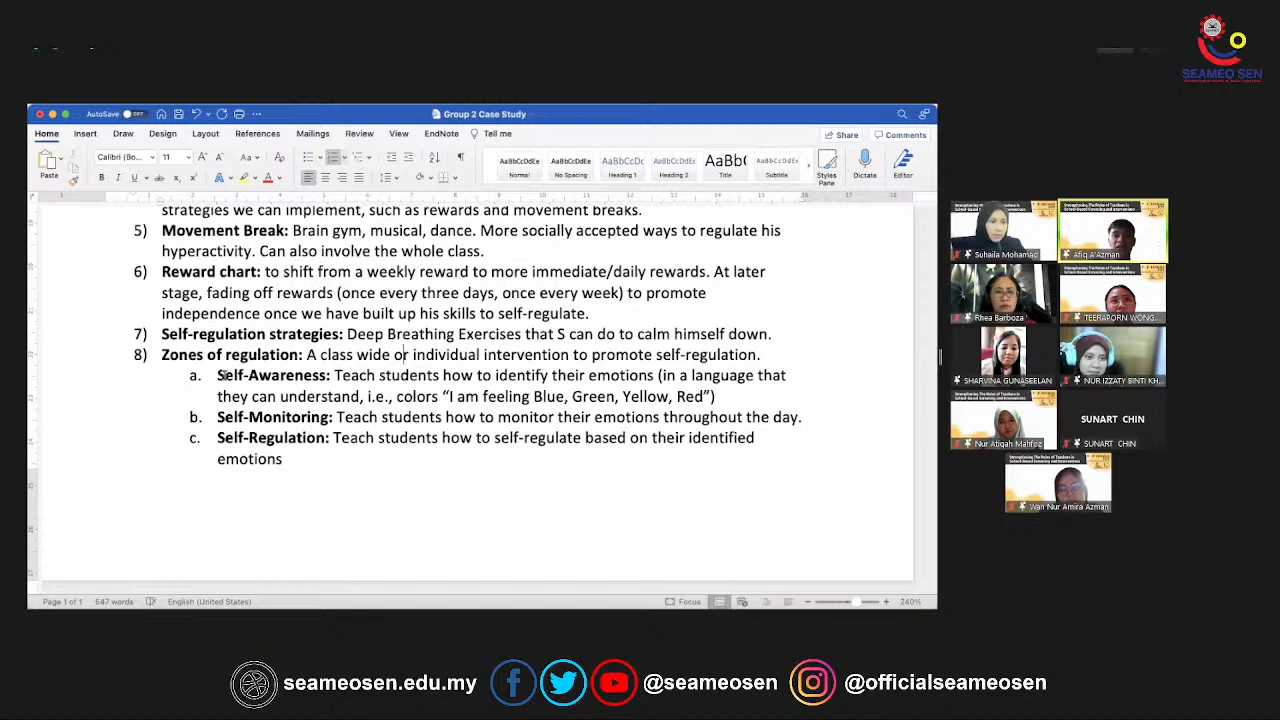 SEAMEO SEN
AutoSave OFF
Group 2 Case Study
Home Insert Draw Design Layout References Mailings Review View EndNote Tell me
Share Comments
Paste
Calibri (Bo... 11
AaBbCcDdEe AaBbCcDdEe AaBbCcDc AaBbCcDdEe AaBb( AaBbCcDdEe
Normal No Spacing Heading 1 Heading 2 Title Subtitle
Styles Pane
Dictate Editor
strategies we can implement, such as rewards and movement breaks.
5) Movement Break: Brain gym, musical, dance. More socially accepted ways to regulate his
hyperactivity. Can also involve the whole class.
6) Reward chart: to shift from a weekly reward to more immediate/daily rewards. At later
stage, fading off rewards (once every three days, once every week) to promote
independence once we have built up his skills to self-regulate.
7) Self-regulation strategies: Deep Breathing Exercises that S can do to calm himself down.
8) Zones of regulation: A class wide or individual intervention to promote self-regulation.
a. Self-Awareness: Teach students how to identify their emotions (in a language that
they can understand, i.e., colors “I am feeling Blue, Green, Yellow, Red”)
b. Self-Monitoring: Teach students how to monitor their emotions throughout the day.
c. Self-Regulation: Teach students how to self-regulate based on their identified
emotions
Page 1 of 1 547 words English (United States)
Focus 240%
Suhaila Mohamad
Afiq A'Azman
Rhea Barboza
TEERAPORN WONG...
SHARVINA GUNASEELAN
NUR IZZATY BINTI KH...
Nur Atiqah Mahfoz
SUNART CHIN
SUNART CHIN
Wan Nur Amira Azman
seameosen.edu.my
@seameosen
@officialseameosen